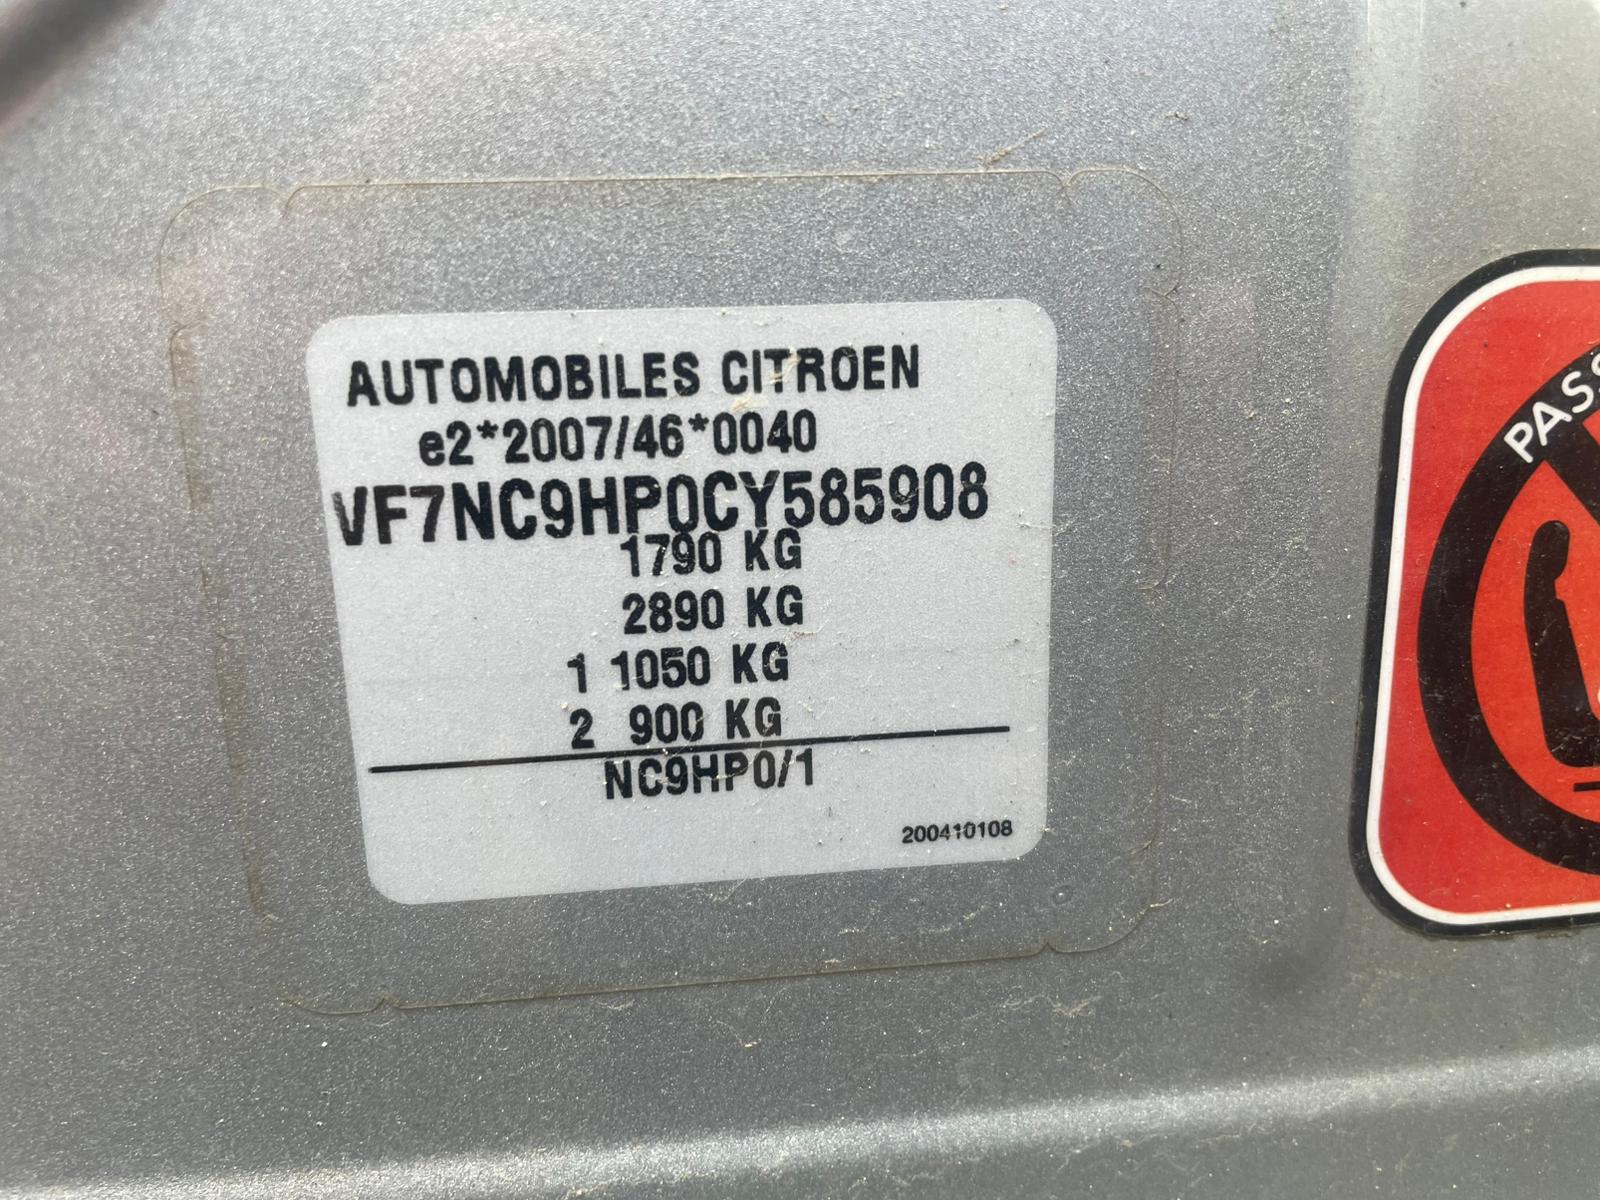 AUTOMOBILES CITROEN
e2*2007/46*0040
VF7NC9HP0CY585908
1790 KG
2890 KG
1 1050 KG
2 900 KG
NC9HP0/1
200410108